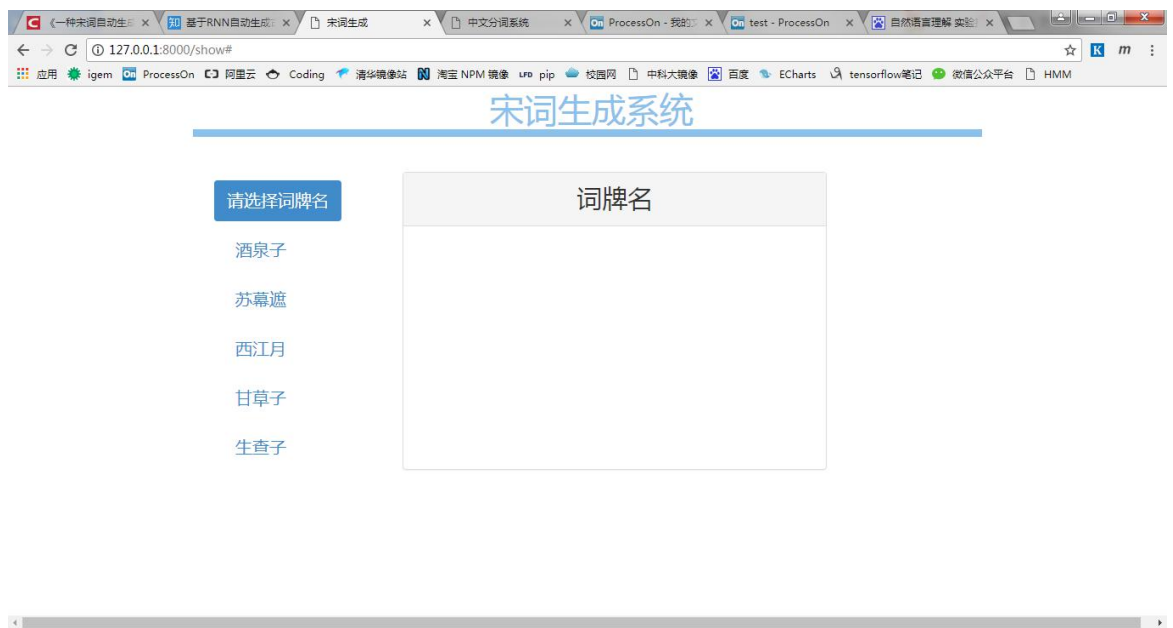 《一种宋词自动生成
基于RNN自动生成
宋词生成
中文分词系统
ProcessOn - 我的
test - ProcessOn
自然语言理解 实验
127.0.0.1:8000/show#
应用 igem ProcessOn 阿里云 Coding 清华镜像站 淘宝 NPM 镜像 pip 校园网 中科大镜像 百度 ECharts tensorflow笔记 微信公众平台 HMM
宋词生成系统
请选择词牌名
词牌名
酒泉子
苏幕遮
西江月
甘草子
生查子